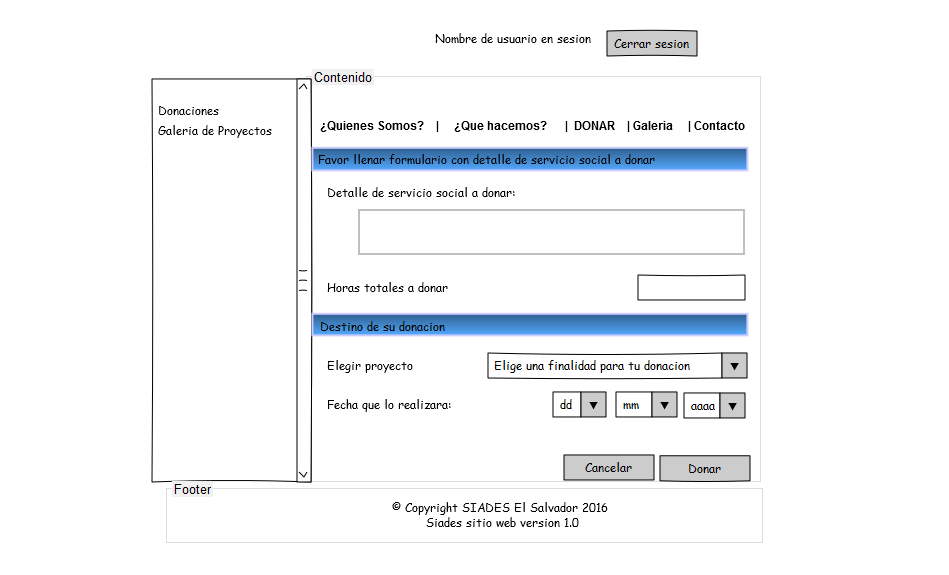 Nombre de usuario en sesion
Cerrar sesion
Contenido
Donaciones
Galeria de Proyectos
¿Quienes Somos? | ¿Que hacemos? | DONAR | Galeria | Contacto
Favor llenar formulario con detalle de servicio social a donar
Detalle de servicio social a donar:
Horas totales a donar
Destino de su donacion
Elegir proyecto
Elige una finalidad para tu donacion
Fecha que lo realizara:
dd
mm
aaaa
Cancelar
Donar
Footer
© Copyright SIADES El Salvador 2016
Siades sitio web version 1.0